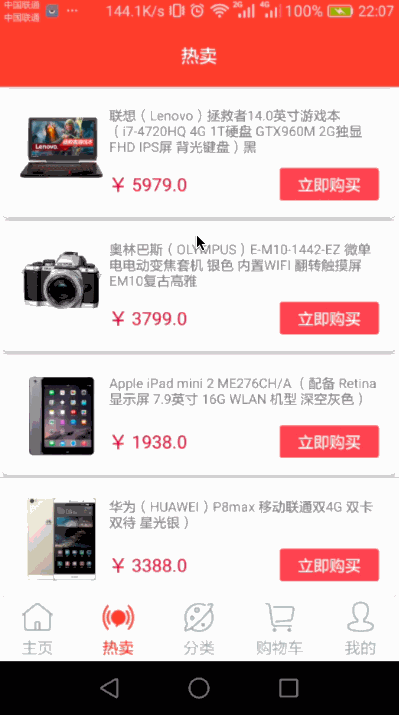 中国联通
中国联通
144.1K/s
2G
4G
100%
22:07
热卖
联想（Lenovo）拯救者14.0英寸游戏本
（i7-4720HQ 4G 1T硬盘 GTX960M 2G独显
FHD IPS屏 背光键盘）黑
￥ 5979.0
立即购买
奥林巴斯（OLYMPUS）E-M10-1442-EZ 微单
电电动变焦套机 银色 内置WIFI 翻转触摸屏
EM10复古高雅
￥ 3799.0
立即购买
Apple iPad mini 2 ME276CH/A （ 配备 Retina
显示屏 7.9英寸 16G WLAN 机型 深空灰色）
￥ 1938.0
立即购买
华为（HUAWEI）P8max 移动联通双4G 双卡
双待 星光银）
￥ 3388.0
立即购买
主页
热卖
分类
购物车
我的